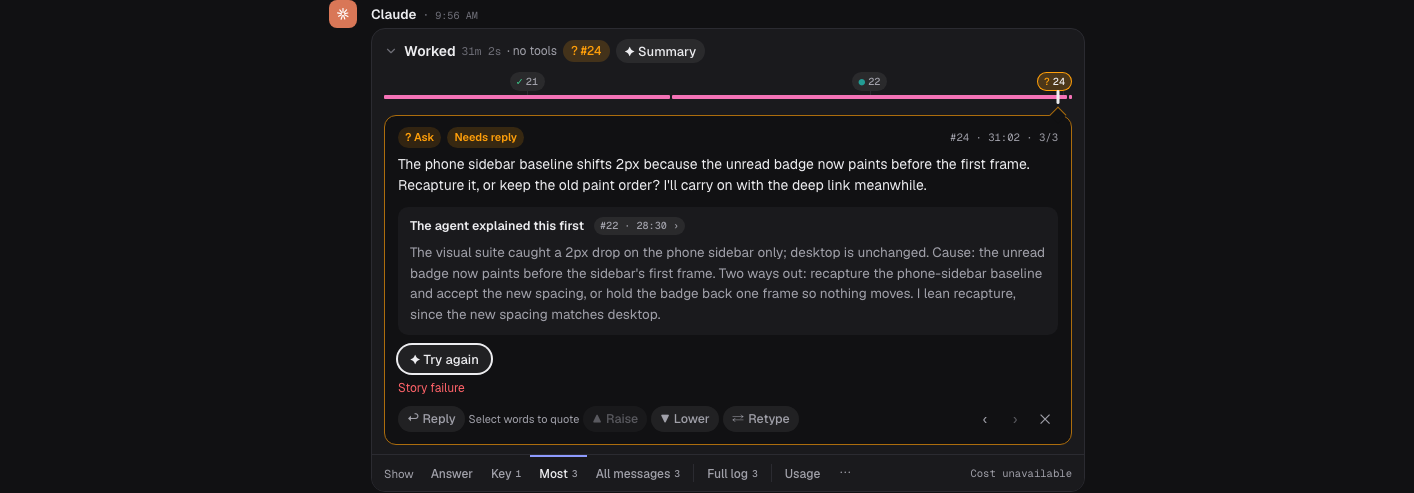 Claude · 9:56 AM
Worked 31m 2s · no tools ? #24 ✦ Summary
✓ 21 ● 22 ? 24
? Ask Needs reply #24 · 31:02 · 3/3
The phone sidebar baseline shifts 2px because the unread badge now paints before the first frame.
Recapture it, or keep the old paint order? I'll carry on with the deep link meanwhile.
The agent explained this first #22 · 28:30 ›
The visual suite caught a 2px drop on the phone sidebar only; desktop is unchanged. Cause: the unread
badge now paints before the sidebar's first frame. Two ways out: recapture the phone-sidebar baseline
and accept the new spacing, or hold the badge back one frame so nothing moves. I lean recapture,
since the new spacing matches desktop.
✦ Try again
Story failure
↩ Reply Select words to quote ▲ Raise ▼ Lower ⇄ Retype ‹ › ×
Show Answer Key 1 Most 3 All messages 3 Full log 3 Usage ··· Cost unavailable